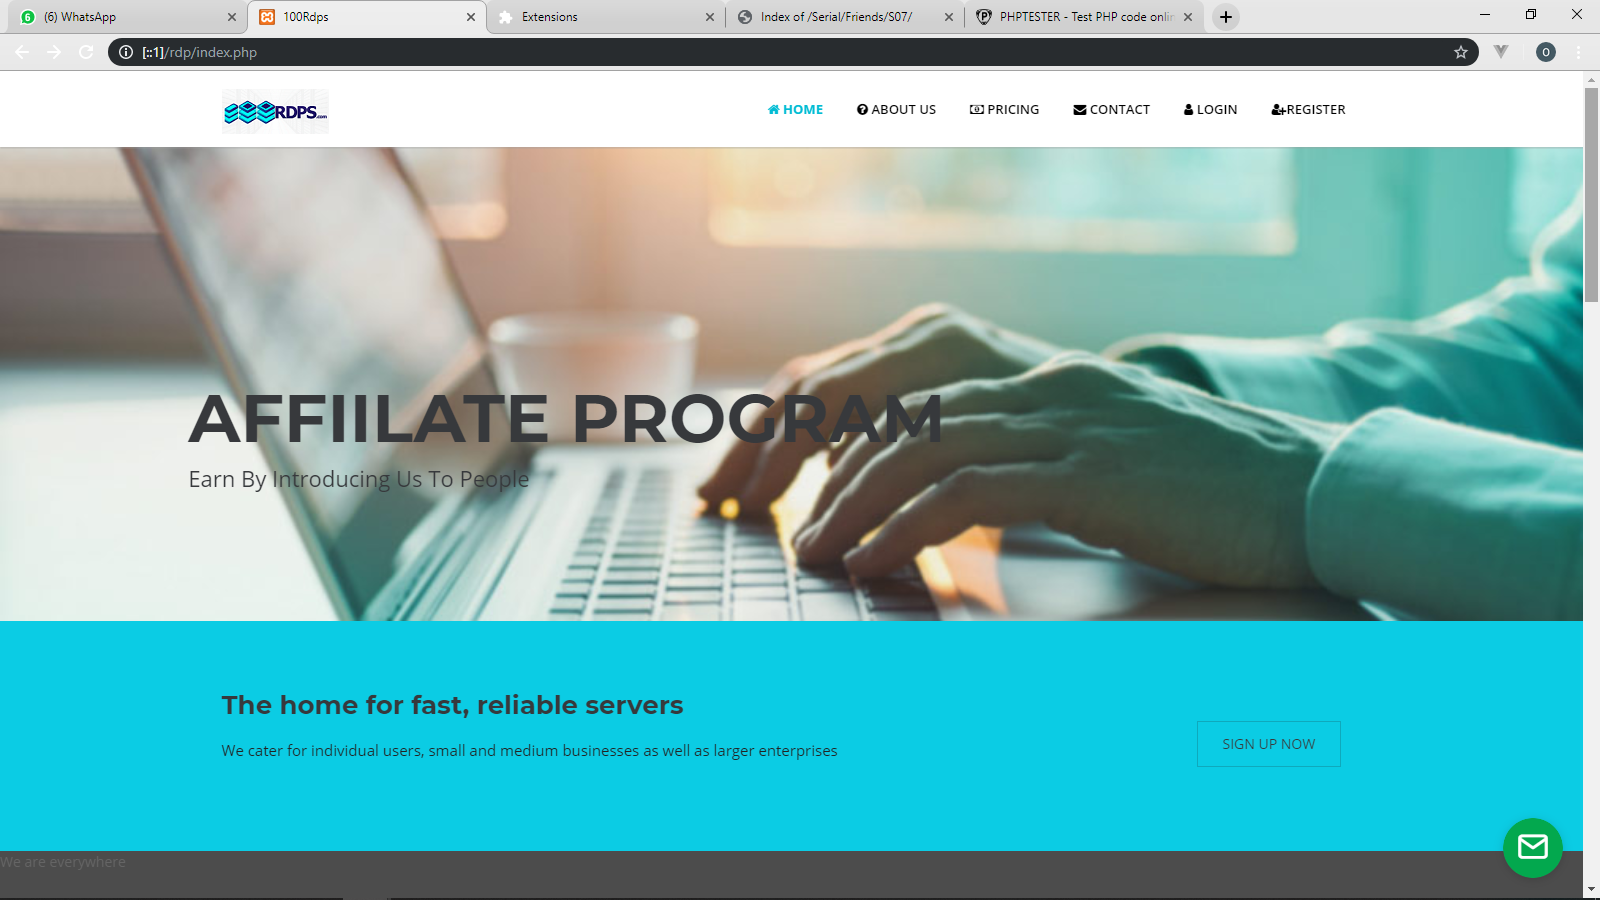 (6) WhatsApp
100Rdps
Extensions
Index of /Serial/Friends/S07/
PHPTESTER - Test PHP code onlin
[::1]/rdp/index.php
O
RDPS.com
HOME
ABOUT US
PRICING
CONTACT
LOGIN
REGISTER
AFFIILATE PROGRAM
Earn By Introducing Us To People
The home for fast, reliable servers
We cater for individual users, small and medium businesses as well as larger enterprises
SIGN UP NOW
We are everywhere